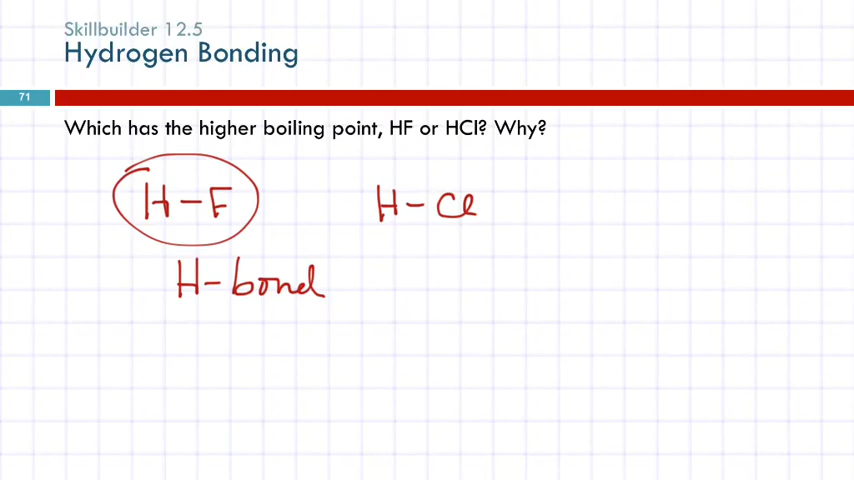 Skillbuilder 12.5
Hydrogen Bonding
71
Which has the higher boiling point, HF or HCl? Why?
H-F H-Cl
H-bond